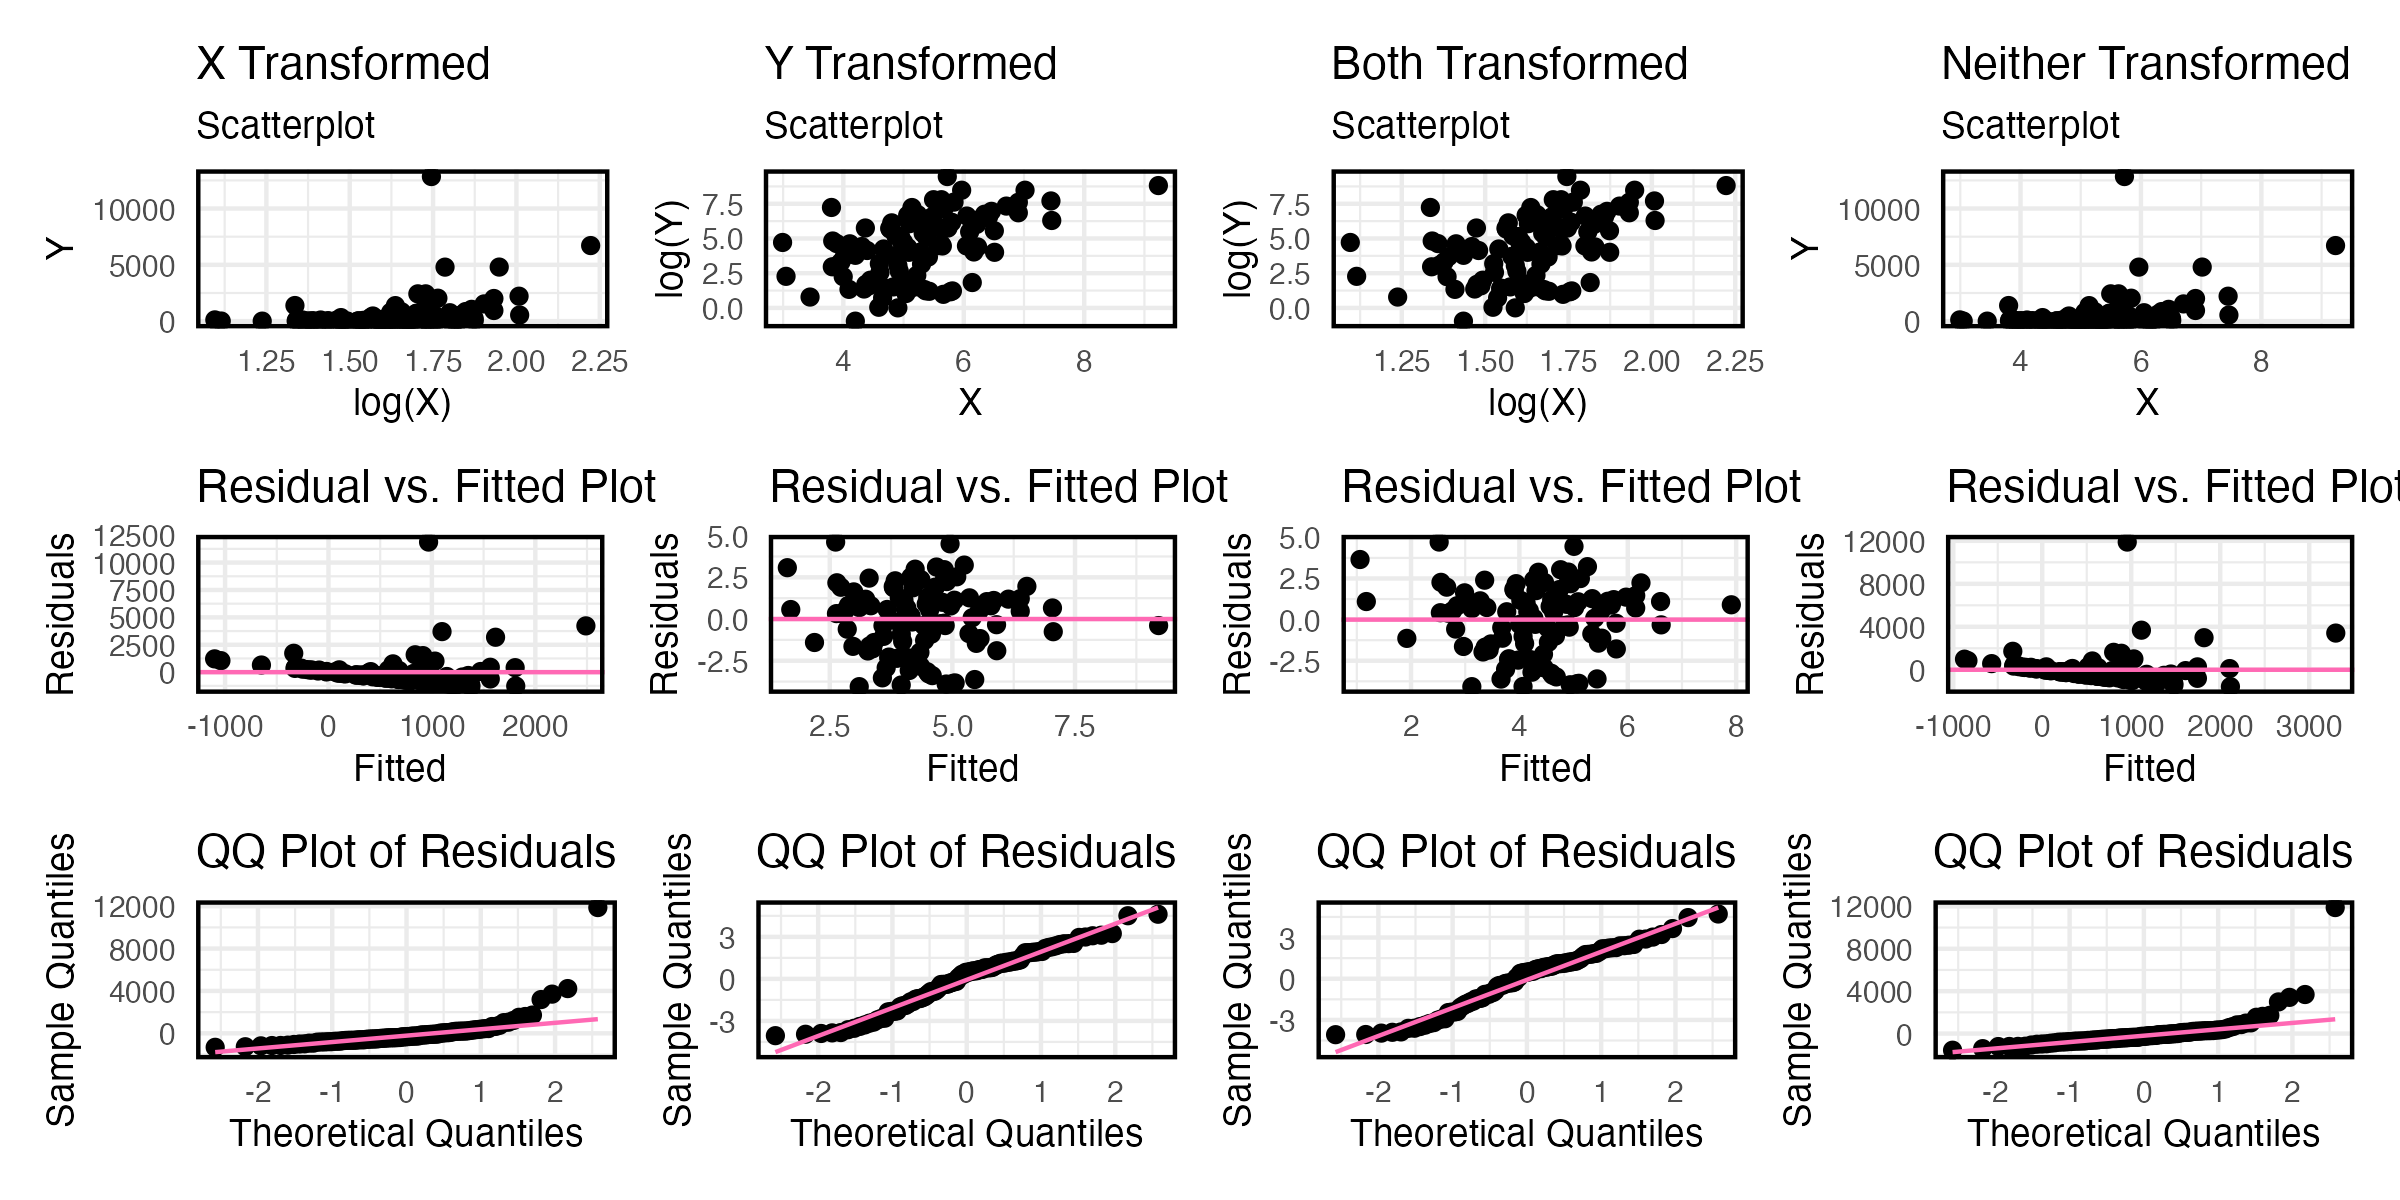 X Transformed
Y Transformed
Both Transformed
Neither Transformed
Scatterplot
Scatterplot
Scatterplot
Scatterplot
Y
10000
5000
0
1.25 1.50 1.75 2.00 2.25
log(X)
log(Y)
7.5
5.0
2.5
0.0
4 6 8
X
log(Y)
7.5
5.0
2.5
0.0
1.25 1.50 1.75 2.00 2.25
log(X)
Y
10000
5000
0
4 6 8
X
Residual vs. Fitted Plot
Residual vs. Fitted Plot
Residual vs. Fitted Plot
Residual vs. Fitted Plot
Residuals
12500
10000
7500
5000
2500
0
-1000 0 1000 2000
Fitted
Residuals
5.0
2.5
0.0
-2.5
2.5 5.0 7.5
Fitted
Residuals
5.0
2.5
0.0
-2.5
2 4 6 8
Fitted
Residuals
12000
8000
4000
0
-1000 0 1000 2000 3000
Fitted
QQ Plot of Residuals
QQ Plot of Residuals
QQ Plot of Residuals
QQ Plot of Residuals
Sample Quantiles
12000
8000
4000
0
-2 -1 0 1 2
Theoretical Quantiles
Sample Quantiles
3
0
-3
-2 -1 0 1 2
Theoretical Quantiles
Sample Quantiles
3
0
-3
-2 -1 0 1 2
Theoretical Quantiles
Sample Quantiles
12000
8000
4000
0
-2 -1 0 1 2
Theoretical Quantiles